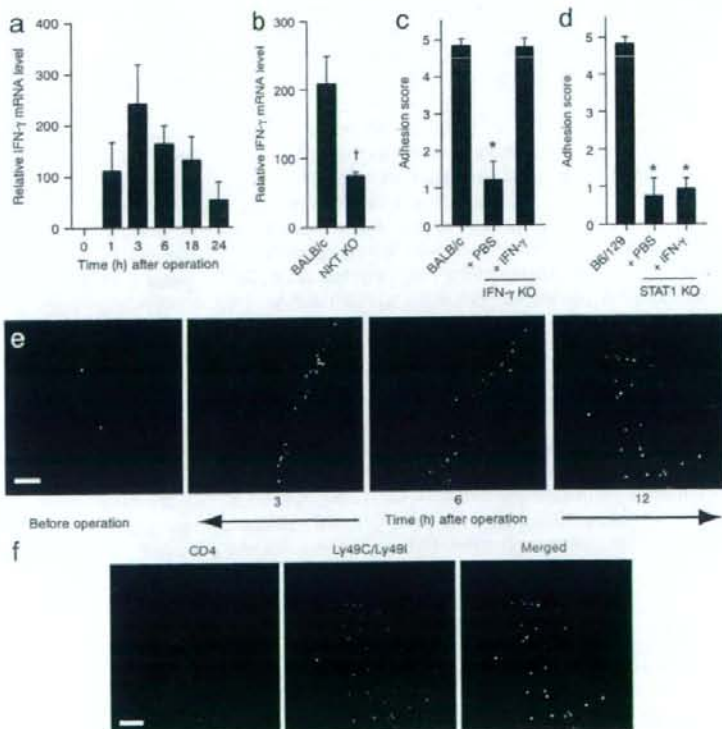 a
Relative IFN-γ mRNA level
400
300
200
100
0
0 1 3 6 18 24
Time (h) after operation
b
Relative IFN-γ mRNA level
300
200
100
0
†
BALB/c
NKT KO
c
Adhesion score
5
4
3
2
1
0
*
BALB/c
+ PBS
+ IFN-γ
IFN-γ KO
d
Adhesion score
5
4
3
2
1
0
* *
B6/129
+ PBS
+ IFN-γ
STAT1 KO
e
3 6 12
Before operation
Time (h) after operation
f
CD4 Ly49C/Ly49I Merged